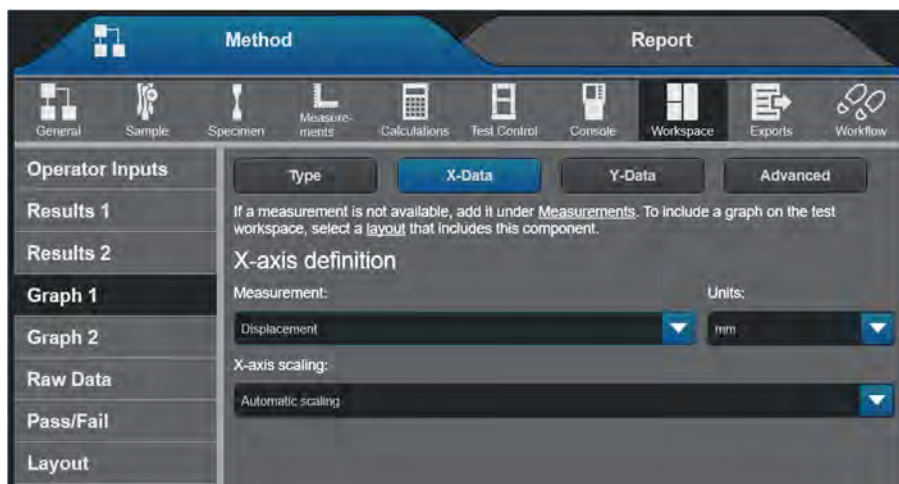 Method
Report
General
Sample
Specimen
Measure-
ments
Calculations
Test Control
Console
Workspace
Exports
Workflow
Operator Inputs
Results 1
Results 2
Graph 1
Graph 2
Raw Data
Pass/Fail
Layout
Type
X-Data
Y-Data
Advanced
If a measurement is not available, add it under Measurements. To include a graph on the test
workspace, select a layout that includes this component.
X-axis definition
Measurement:
Units:
Displacement
mm
X-axis scaling:
Automatic scaling